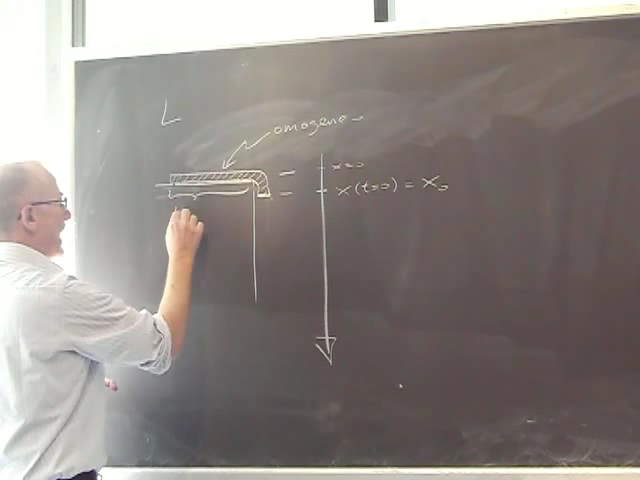 L
omogeneo
x=0
x(t=0) = x₀